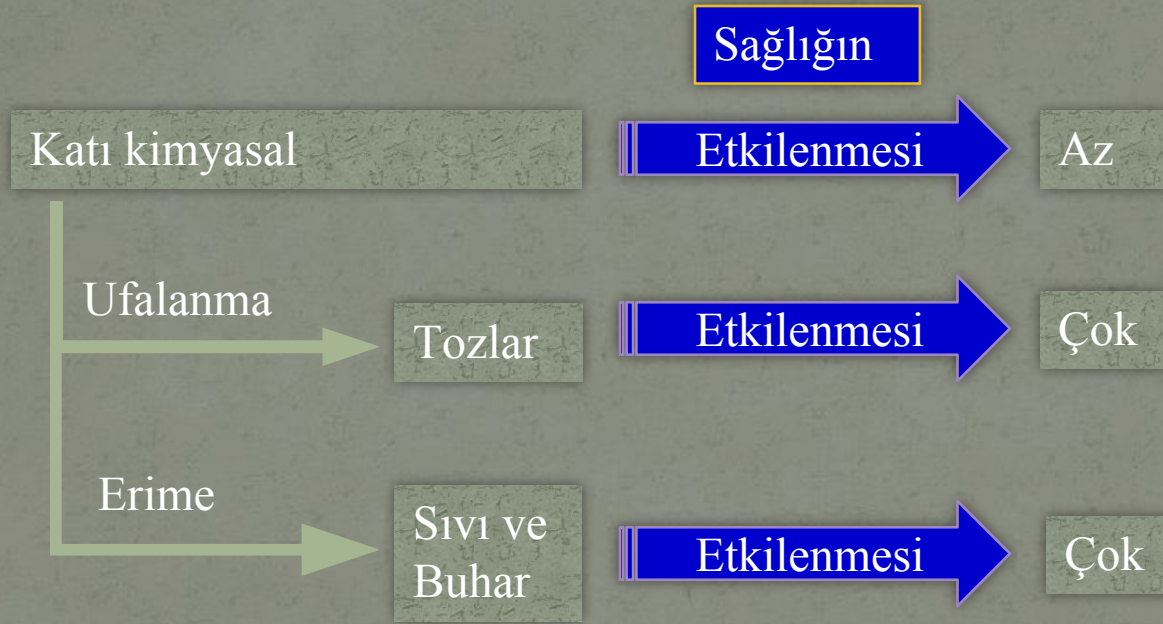 Sağlığın
Katı kimyasal
Etkilenmesi
Az
Ufalanma
Tozlar
Etkilenmesi
Çok
Erime
Sıvı ve
Buhar
Etkilenmesi
Çok